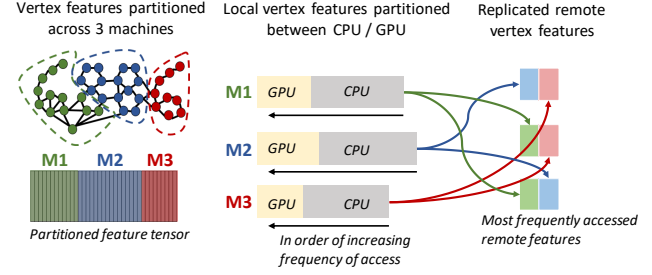 Vertex features partitioned
across 3 machines
M1 M2 M3
Partitioned feature tensor
Local vertex features partitioned
between CPU / GPU
M1 GPU CPU
M2 GPU CPU
M3 GPU CPU
In order of increasing
frequency of access
Replicated remote
vertex features
Most frequently accessed
remote features